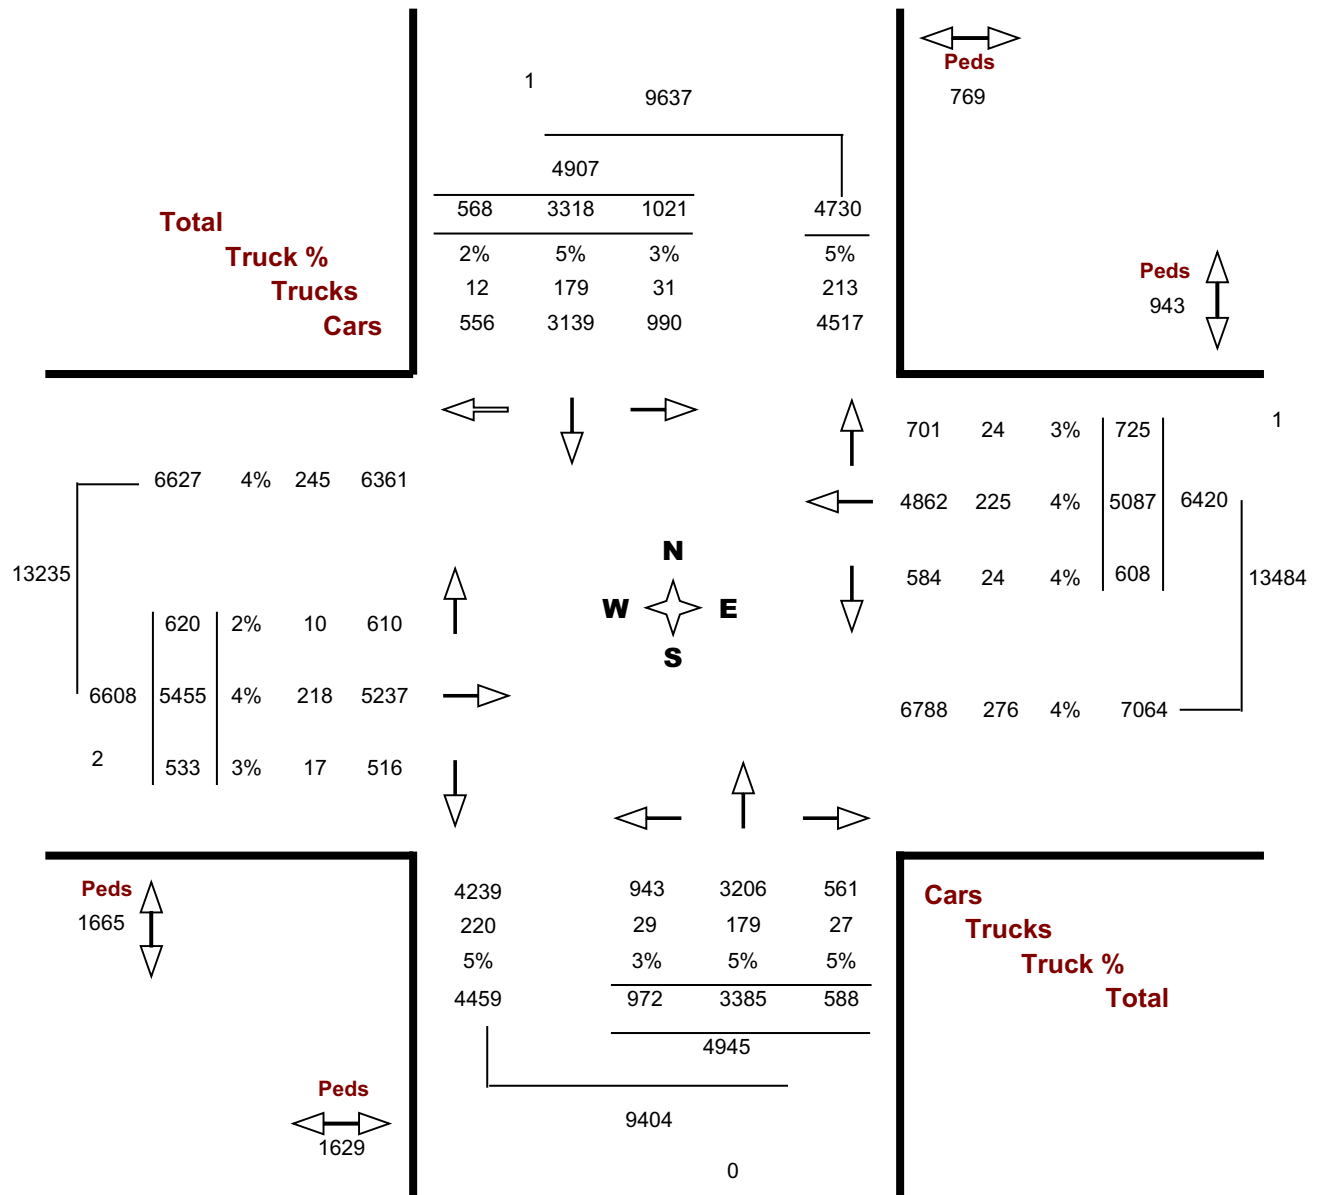 Peds
1 9637 769
4907
Total 568 3318 1021 4730
Truck % 2% 5% 3% 5%
Trucks 12 179 31 213
Cars 556 3139 990 4517
Peds
943
701 24 3% 725 1
6627 4% 245 6361
4862 225 4% 5087 6420
N
13235 584 24 4% 608 13484
W E
620 2% 10 610
S
6608 5455 4% 218 5237
6788 276 4% 7064
2 533 3% 17 516
Peds 4239 943 3206 561 Cars
1665 220 29 179 27 Trucks
5% 3% 5% 5% Truck %
4459 972 3385 588 Total
4945
Peds
9404
1629
0